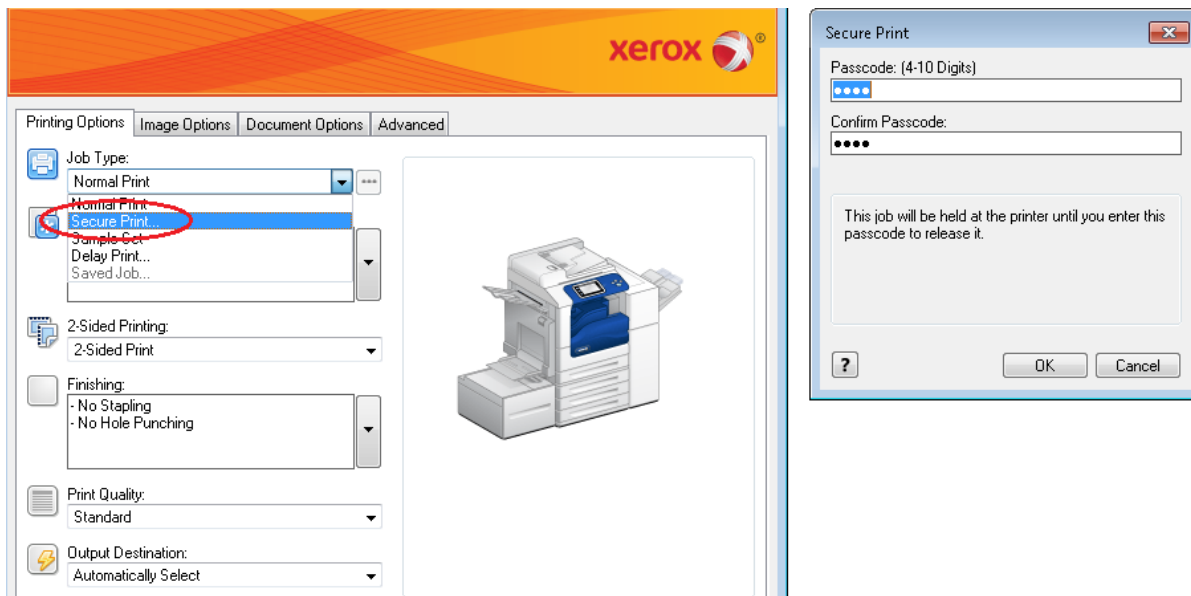 xerox ®
Printing Options Image Options Document Options Advanced
Job Type:
Normal Print
Normal Print
Secure Print...
Sample Set
Delay Print...
Saved Job...
2-Sided Printing:
2-Sided Print
Finishing:
- No Stapling
- No Hole Punching
Print Quality:
Standard
Output Destination:
Automatically Select
Secure Print
Passcode: (4-10 Digits)
••••
Confirm Passcode:
••••
This job will be held at the printer until you enter this
passcode to release it.
? OK Cancel